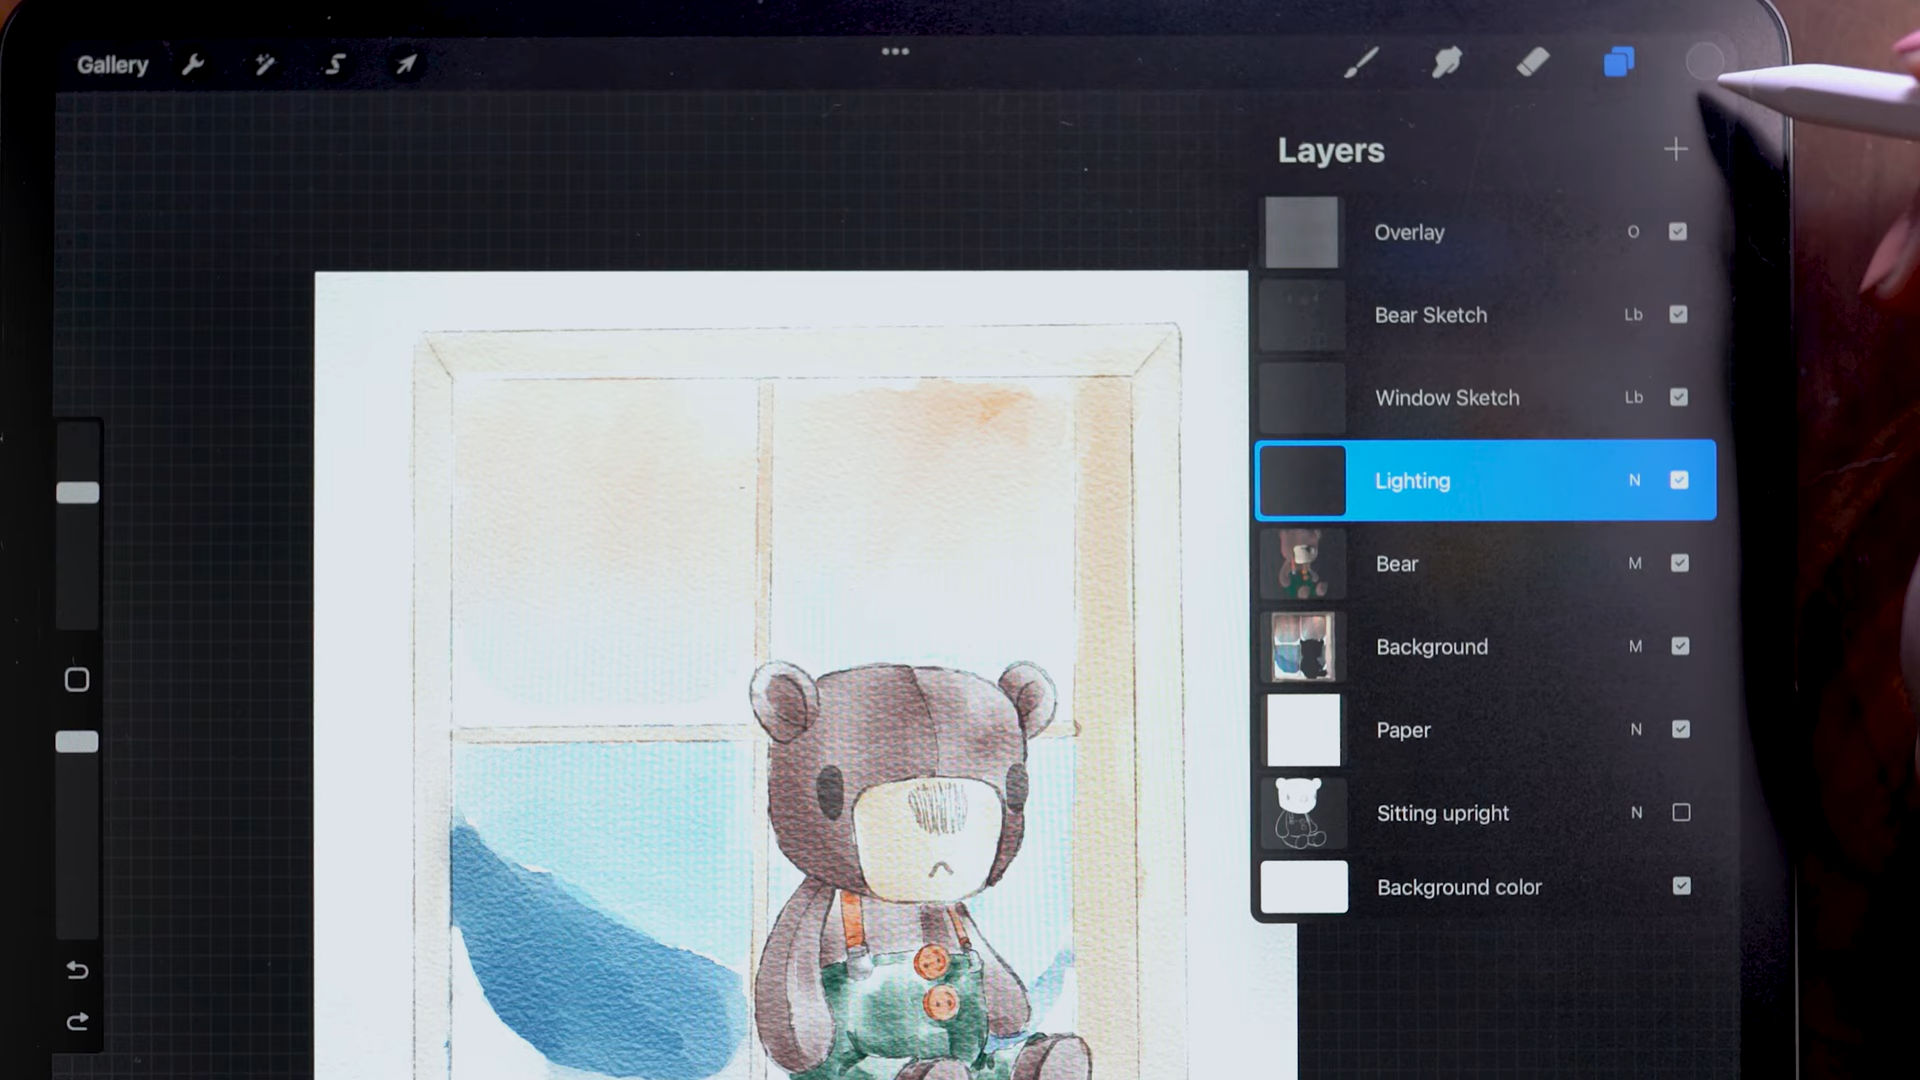 Gallery
Layers
Overlay O
Bear Sketch Lb
Window Sketch Lb
Lighting N
Bear M
Background M
Paper N
Sitting upright N
Background color